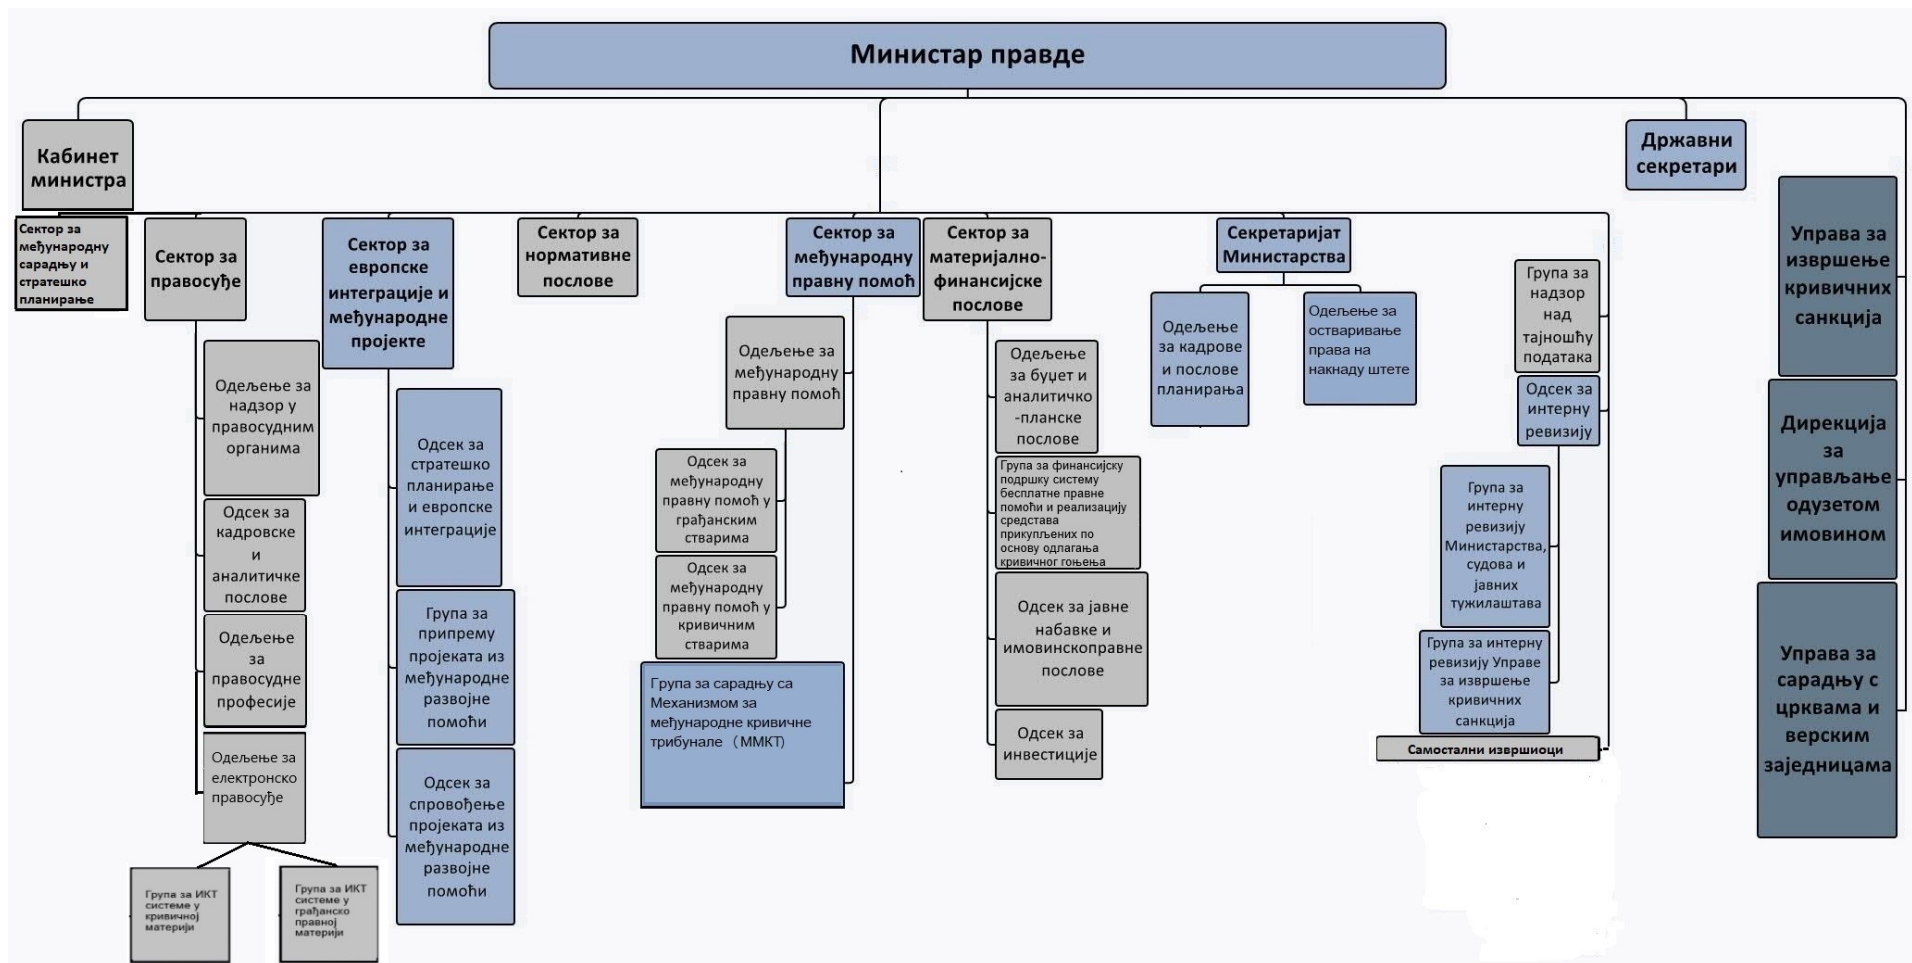 Министар правде
Кабинет
министра
Државни
секретари
Сектор за
међународну
сарадњу и
стратешко
планирање
Сектор за
правосуђе
Одељење за
надзор у
правосудним
органима
Одсек за
кадровске
и
аналитичке
послове
Одељење
за
правосудне
професије
Одељење за
електронско
правосуђе
Група за ИКТ
системе у
кривичној
материји
Група за ИКТ
системе у
грађанско
правној
материји
Сектор за
европске
интеграције и
међународне
пројекте
Одсек за
стратешко
планирање
и европске
интеграције
Група за
припрему
пројеката из
међународне
развојне
помоћи
Одсек за
спровођење
пројеката из
међународне
развојне
помоћи
Сектор за
нормативне
послове
Сектор за
међународну
правну помоћ
Одељење за
међународну
правну помоћ
Одсек за
међународну
правну помоћ у
грађанским
стварима
Одсек за
међународну
правну помоћ у
кривичним
стварима
Група за сарадњу са
Механизмом за
међународне кривичне
трибунале (ММКТ)
Сектор за
материјално-
финансијске
послове
Одељење
за буџет и
аналитичко
-планске
послове
Група за финансијску
подршку систему
бесплатне правне
помоћи и реализацију
средстава
прикупљених по
основу одлагања
кривичног гоњења
Одсек за јавне
набавке и
имовинскоправне
послове
Одсек за
инвестиције
Секретаријат
Министарства
Одељење
за кадрове
и послове
планирања
Одељење за
остваривање
права на
накнаду штете
Група за
надзор
над
тајношћу
података
Одсек за
интерну
ревизију
Група за
интерну
ревизију
Министарства,
судова и
јавних
тужилаштава
Група за интерну
ревизију Управе
за извршење
кривичних
санкција
Самостални извршиоци
Управа за
извршење
кривичних
санкција
Дирекција
за
управљање
одузетом
имовином
Управа за
сарадњу с
црквама и
верским
заједницама